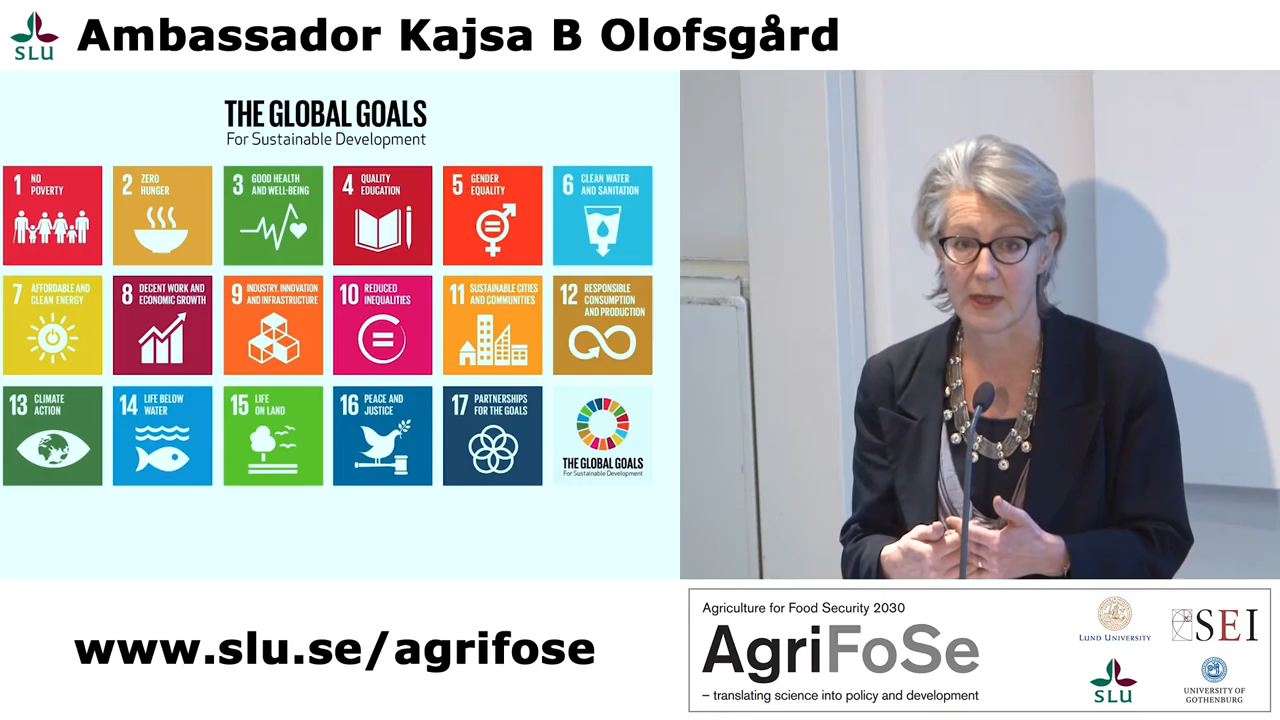 SLU
Ambassador Kajsa B Olofsgård
THE GLOBAL GOALS
For Sustainable Development
1 NO
POVERTY
2 ZERO
HUNGER
3 GOOD HEALTH
AND WELL-BEING
4 QUALITY
EDUCATION
5 GENDER
EQUALITY
6 CLEAN WATER
AND SANITATION
7 AFFORDABLE AND
CLEAN ENERGY
8 DECENT WORK AND
ECONOMIC GROWTH
9 INDUSTRY, INNOVATION
AND INFRASTRUCTURE
10 REDUCED
INEQUALITIES
11 SUSTAINABLE CITIES
AND COMMUNITIES
12 RESPONSIBLE
CONSUMPTION
AND PRODUCTION
13 CLIMATE
ACTION
14 LIFE BELOW
WATER
15 LIFE
ON LAND
16 PEACE AND
JUSTICE
17 PARTNERSHIPS
FOR THE GOALS
THE GLOBAL GOALS
For Sustainable Development
www.slu.se/agrifose
Agriculture for Food Security 2030
AgriFoSe
– translating science into policy and development
LUND UNIVERSITY
SEI
SLU
UNIVERSITY OF
GOTHENBURG